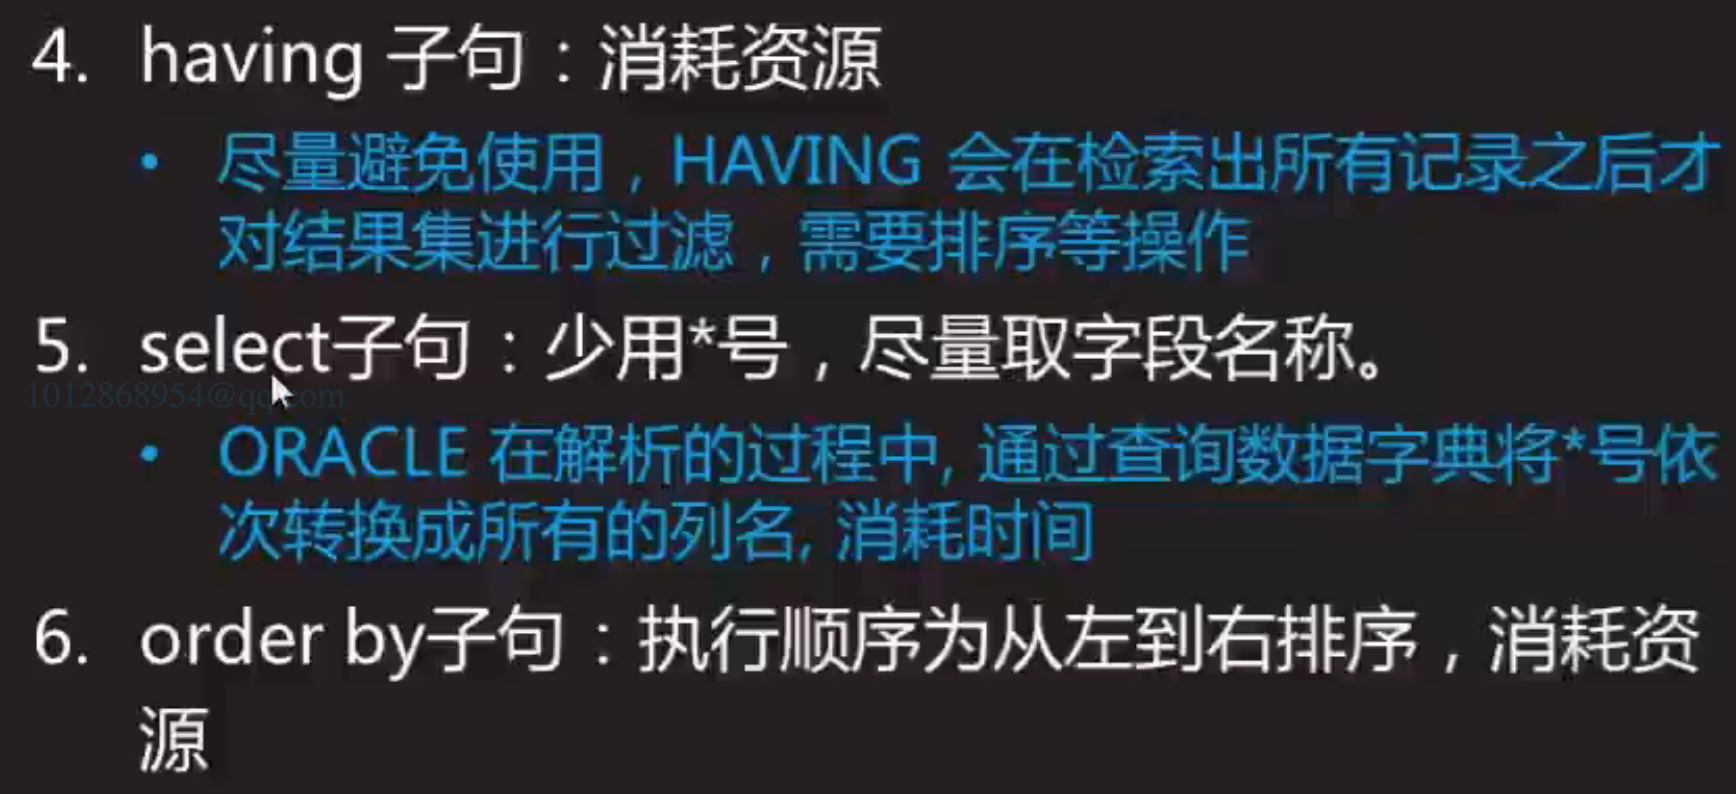 4. having 子句：消耗资源
• 尽量避免使用，HAVING 会在检索出所有记录之后才
对结果集进行过滤，需要排序等操作
5. select子句：少用*号，尽量取字段名称。
1012868954@qq.com
• ORACLE 在解析的过程中, 通过查询数据字典将*号依
次转换成所有的列名, 消耗时间
6. order by子句：执行顺序为从左到右排序，消耗资
源